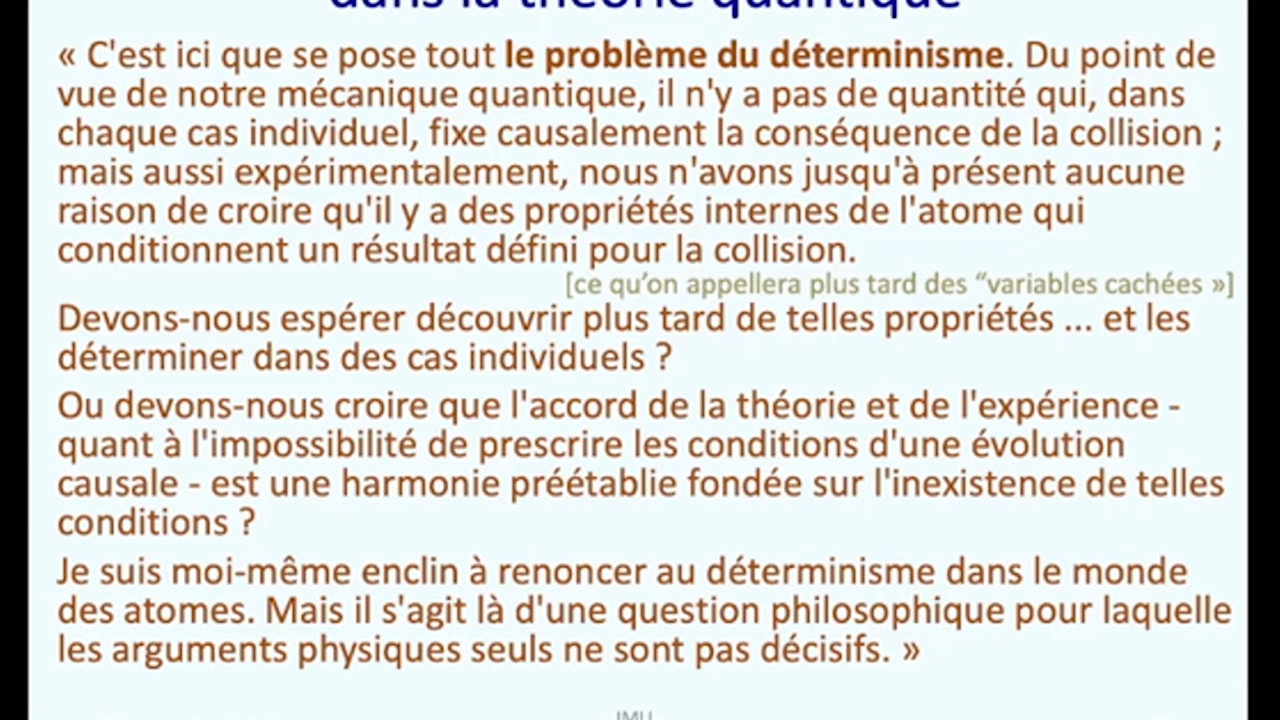 dans la théorie quantique
« C'est ici que se pose tout le problème du déterminisme. Du point de
vue de notre mécanique quantique, il n'y a pas de quantité qui, dans
chaque cas individuel, fixe causalement la conséquence de la collision ;
mais aussi expérimentalement, nous n'avons jusqu'à présent aucune
raison de croire qu'il y a des propriétés internes de l'atome qui
conditionnent un résultat défini pour la collision.
[ce qu’on appellera plus tard des “variables cachées »]
Devons-nous espérer découvrir plus tard de telles propriétés ... et les
déterminer dans des cas individuels ?
Ou devons-nous croire que l'accord de la théorie et de l'expérience -
quant à l'impossibilité de prescrire les conditions d'une évolution
causale - est une harmonie préétablie fondée sur l'inexistence de telles
conditions ?
Je suis moi-même enclin à renoncer au déterminisme dans le monde
des atomes. Mais il s'agit là d'une question philosophique pour laquelle
les arguments physiques seuls ne sont pas décisifs. »